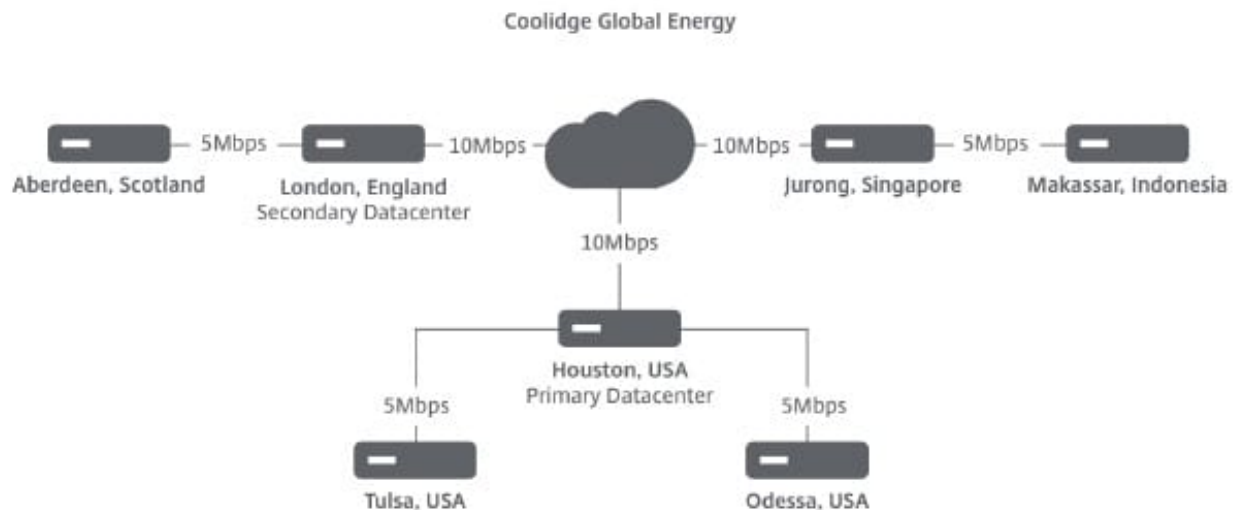 Coolidge Global Energy
5Mbps
10Mbps
10Mbps
5Mbps
Aberdeen, Scotland
London, England
Secondary Datacenter
Jurong, Singapore
Makassar, Indonesia
10Mbps
Houston, USA
Primary Datacenter
5Mbps
5Mbps
Tulsa, USA
Odessa, USA